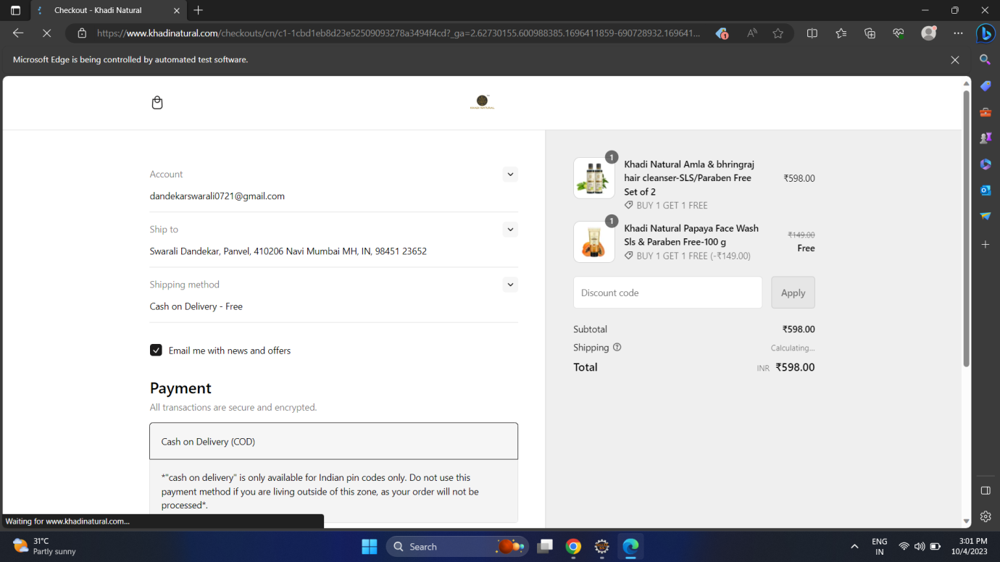 Checkout - Khadi Natural
https://www.khadinatural.com/checkouts/cn/c1-1cbd1eb8d23e52509093278a3494f4cd?_ga=2.62730155.600988385.1696411859-690728932.169641...
1
Microsoft Edge is being controlled by automated test software.
KHADI NATURAL
Account
dandekarswarali0721@gmail.com
Ship to
Swarali Dandekar, Panvel, 410206 Navi Mumbai MH, IN, 98451 23652
Shipping method
Cash on Delivery - Free
Email me with news and offers
Payment
All transactions are secure and encrypted.
Cash on Delivery (COD)
*"cash on delivery" is only available for Indian pin codes only. Do not use this
payment method if you are living outside of this zone, as your order will not be
processed*.
1
Khadi Natural Amla & bhringraj
hair cleanser-SLS/Paraben Free
Set of 2
₹598.00
BUY 1 GET 1 FREE
1
Khadi Natural Papaya Face Wash
Sls & Paraben Free-100 g
₹149.00
Free
BUY 1 GET 1 FREE (-₹149.00)
Discount code
Apply
Subtotal ₹598.00
Shipping Calculating...
Total INR ₹598.00
Waiting for www.khadinatural.com...
31°C
Partly sunny
Search
ENG
IN
3:01 PM
10/4/2023